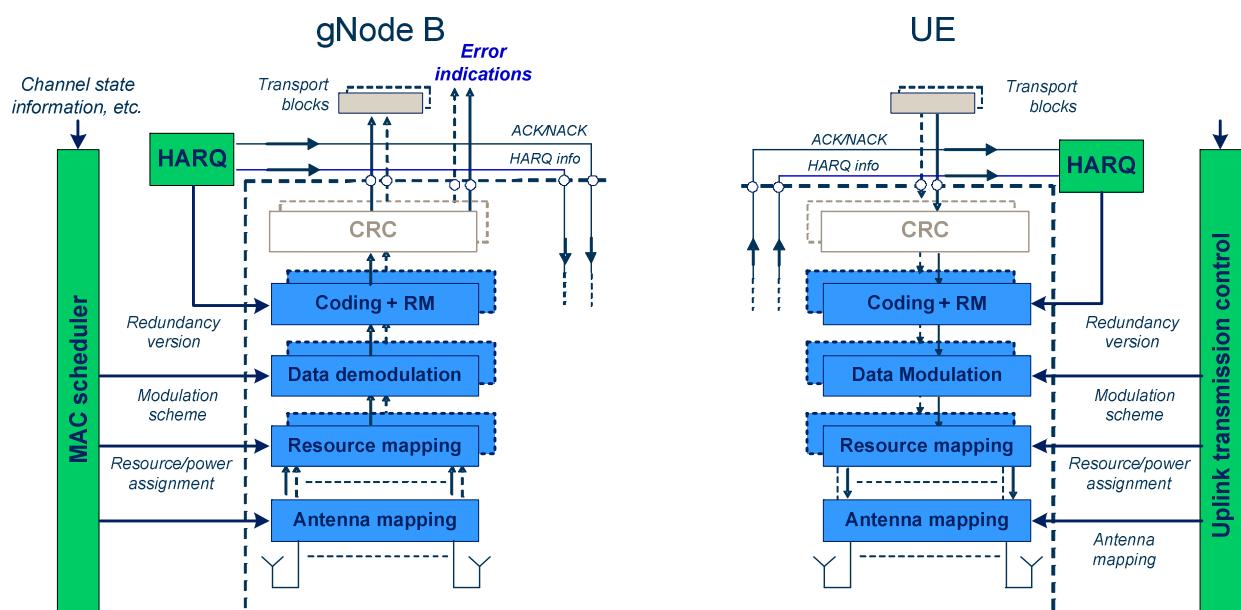 gNode B
UE
Error
indications
Channel state
information, etc.
Transport
blocks
Transport
blocks
HARQ
ACK/NACK
HARQ info
ACK/NACK
HARQ info
HARQ
CRC
CRC
Coding + RM
Coding + RM
Redundancy
version
Redundancy
version
MAC scheduler
Uplink transmission control
Data demodulation
Data Modulation
Modulation
scheme
Modulation
scheme
Resource mapping
Resource mapping
Resource/power
assignment
Resource/power
assignment
Antenna mapping
Antenna mapping
Antenna
mapping